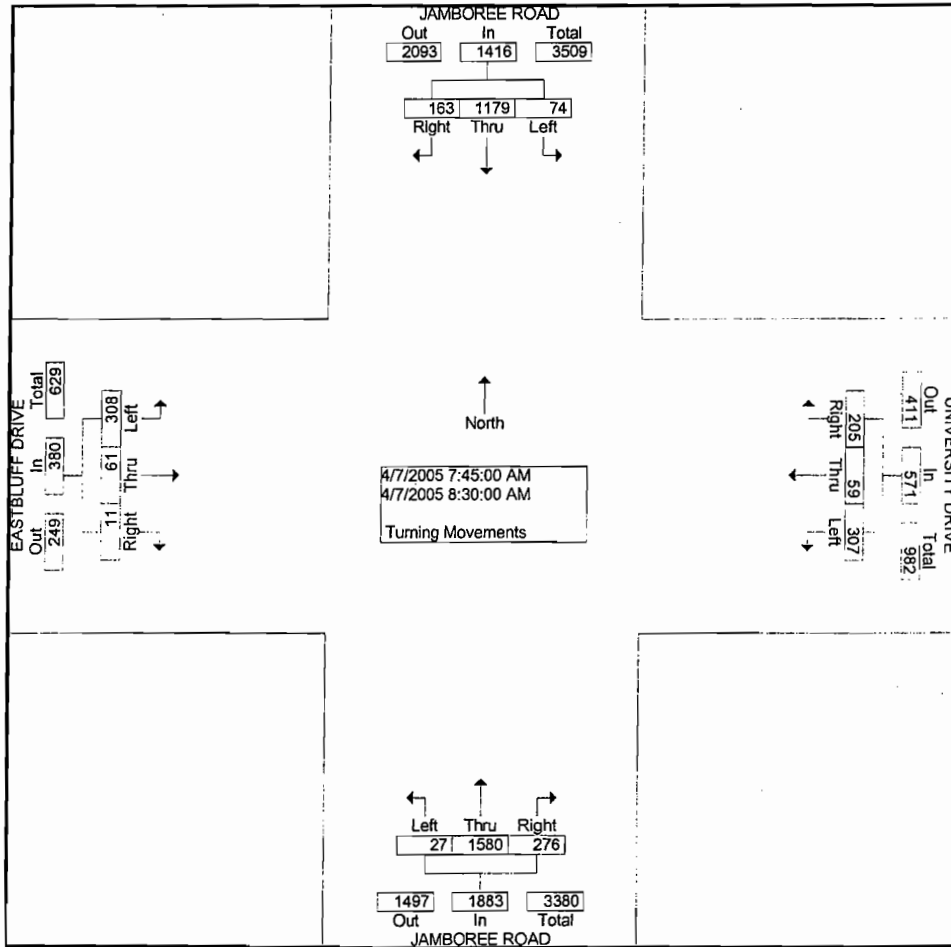 JAMBOREE ROAD
Out In Total
2093 1416 3509
163 1179 74
Right Thru Left
EASTBLUFF DRIVE
Out In Total
249 380 629
11 61 308
Right Thru Left
North
4/7/2005 7:45:00 AM
4/7/2005 8:30:00 AM
Turning Movements
Right Thru Left
205 59 307
411 571 982
Out In Total
UNIVERSITY DRIVE
Left Thru Right
27 1580 276
1497 1883 3380
Out In Total
JAMBOREE ROAD